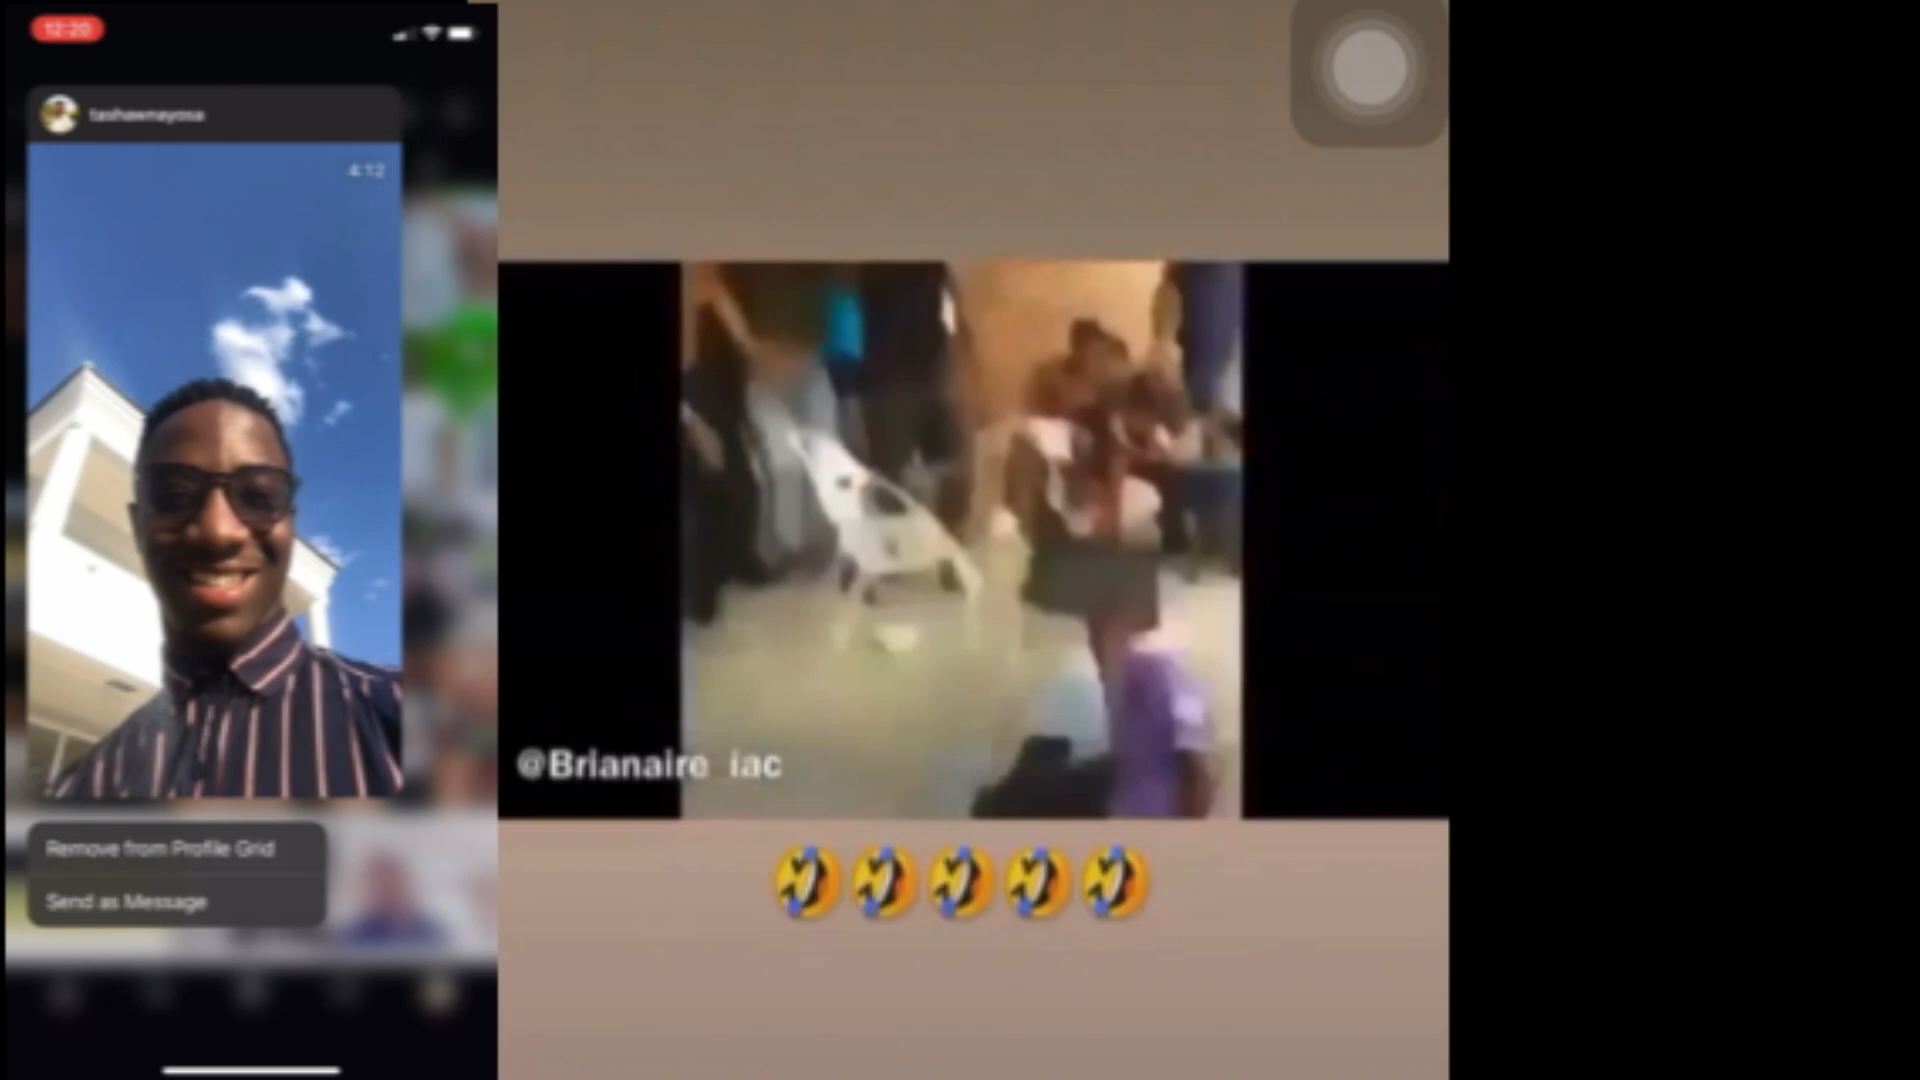 12:20
tashawnayosa
4:12
Remove from Profile Grid
Send as Message
@Brianaire_iac